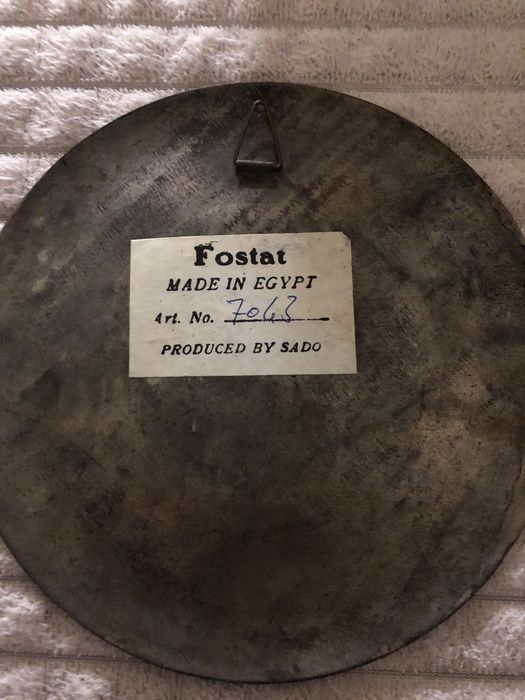 Fostat
MADE IN EGYPT
Art. No. 7063
PRODUCED BY SADO